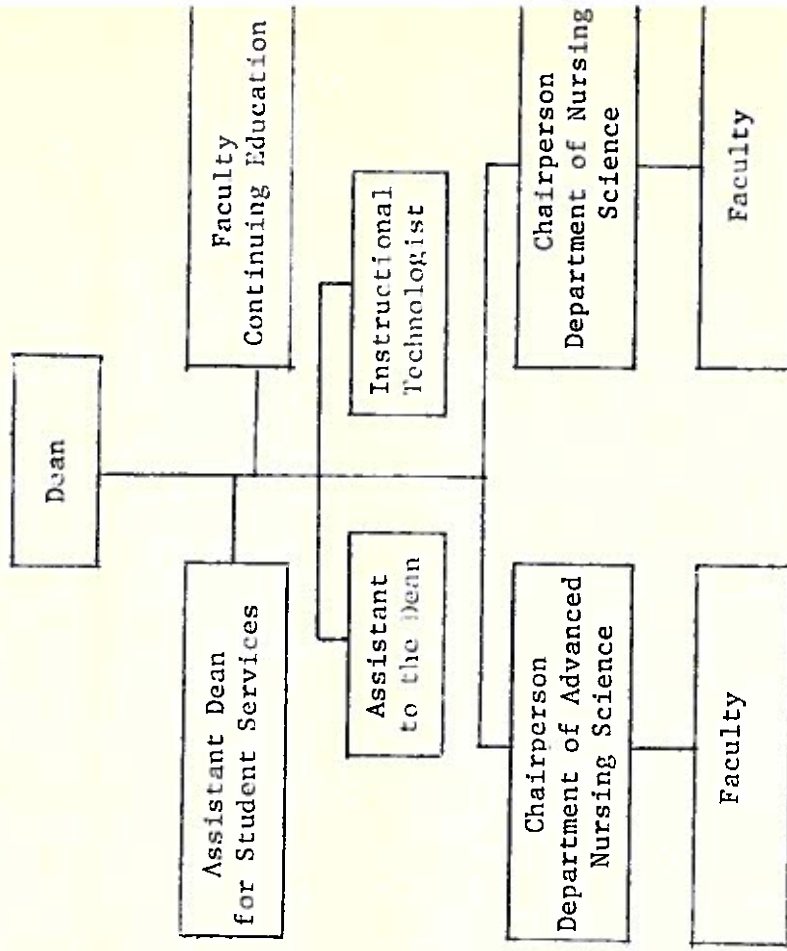 Dean
Assistant Dean
for Student Services
Faculty
Continuing Education
Assistant
to the Dean
Instructional
Technologist
Chairperson
Department of Advanced
Nursing Science
Chairperson
Department of Nursing
Science
Faculty
Faculty